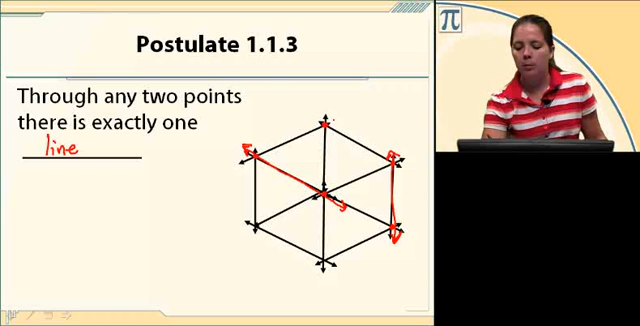 Postulate 1.1.3
π
Through any two points
there is exactly one
line